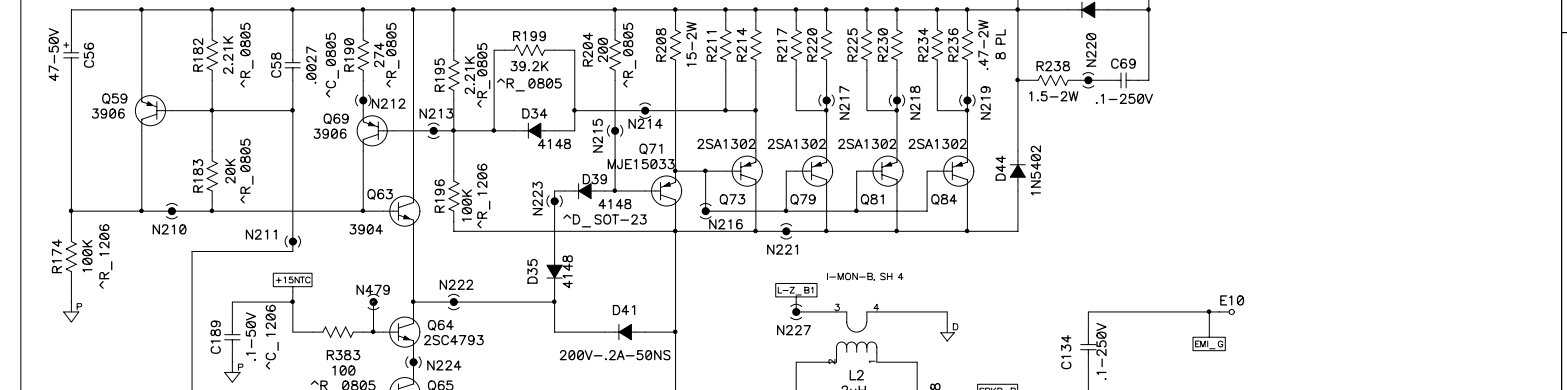 47-50V
C56
R182
2.21K
^R_0805
C58
.0027
^C_0805
R190
274
^R_0805
R195
2.21K
^R_0805
R199
39.2K
^R_0805
R204
200
^R_0805
R208
15-2W
R211
R214
R217
R220
R225
R230
R234
R236
.47-2W
8 PL
N220
R238
1.5-2W
C69
.1-250V
Q59
3906
N212
Q69
3906
N213
D34
4148
N215
N214
N217
N218
N219
Q71
MJE15033
2SA1302
2SA1302
2SA1302
2SA1302
D44
1N5402
R183
20K
^R_0805
Q63
3904
R196
100K
^R_1206
N223
D39
4148
^D_SOT-23
Q73
Q79
Q81
Q84
N216
N221
N210
N211
R174
100K
^R_1206
P
+15NTC
N479
N222
D35
4148
D41
200V-.2A-50NS
I-MON-B, SH 4
L-Z_B1
N227
3
4
D
E10
EMI_G
C134
.1-250V
C189
.1-50V
^C_1206
P
R383
100
^R_0805
Q64
2SC4793
N224
Q65
2
1
L2